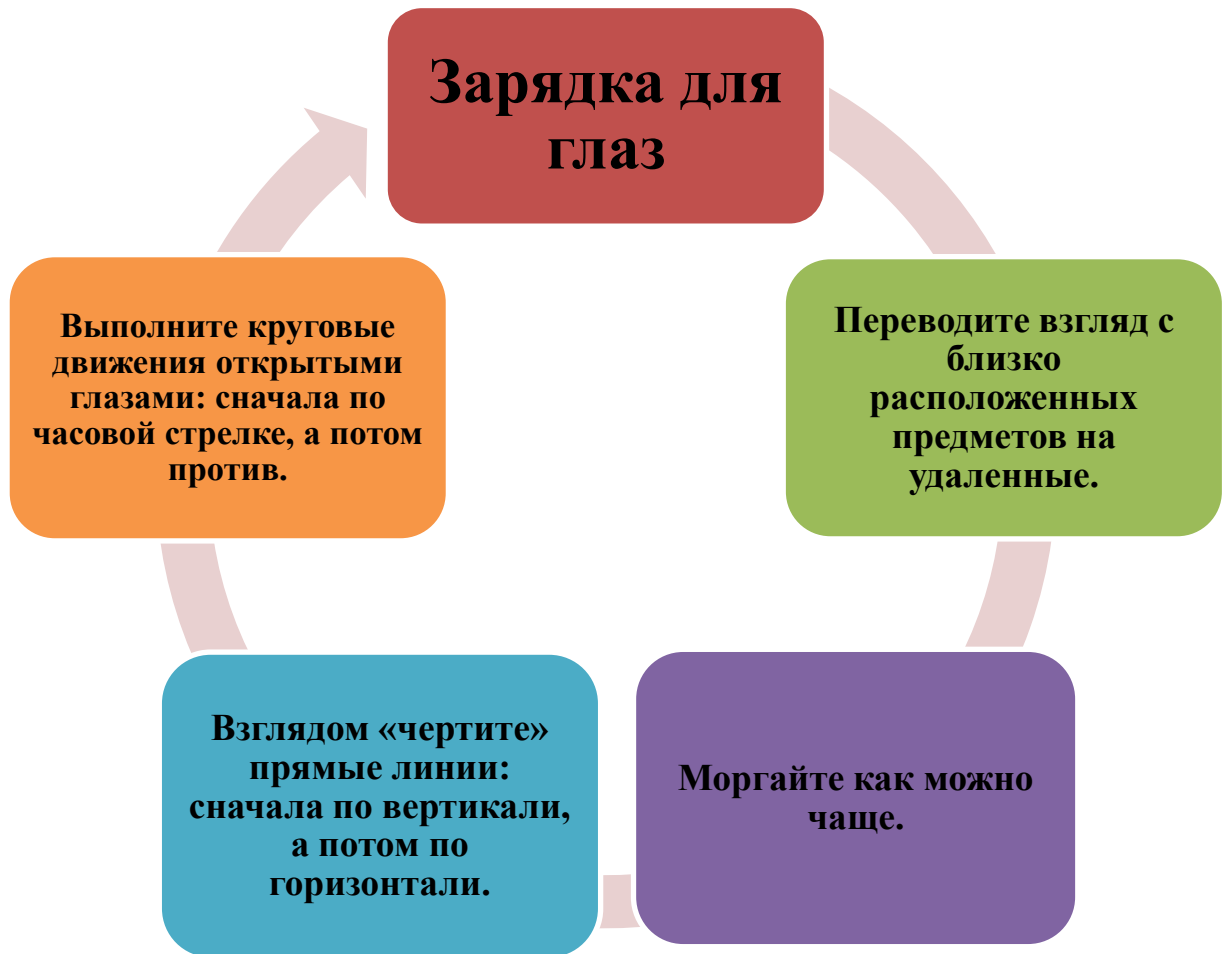 Зарядка для
глаз
Переводите взгляд с
близко
расположенных
предметов на
удаленные.
Моргайте как можно
чаще.
Взглядом «чертите»
прямые линии:
сначала по вертикали,
а потом по
горизонтали.
Выполните круговые
движения открытыми
глазами: сначала по
часовой стрелке, а потом
против.